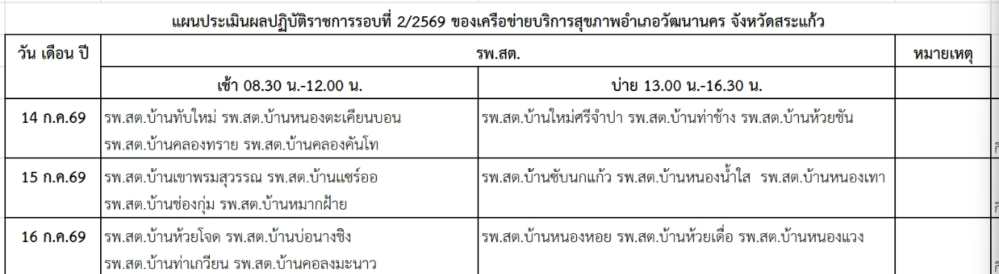 แผนประเมินผลปฏิบัติราชการรอบที่ 2/2569 ของเครือข่ายบริการสุขภาพอำเภอวัฒนานคร จังหวัดสระแก้ว
วัน เดือน ปี รพ.สต. หมายเหตุ
เช้า 08.30 น.-12.00 น. บ่าย 13.00 น.-16.30 น.
14 ก.ค.69 รพ.สต.บ้านทับใหม่ รพ.สต.บ้านหนองตะเคียนบอน รพ.สต.บ้านใหม่ศรีจำปา รพ.สต.บ้านท่าช้าง รพ.สต.บ้านห้วยชัน
รพ.สต.บ้านคลองทราย รพ.สต.บ้านคลองคันโท
15 ก.ค.69 รพ.สต.บ้านเขาพรมสุวรรณ รพ.สต.บ้านแซร์ออ รพ.สต.บ้านซับนกแก้ว รพ.สต.บ้านหนองน้ำใส รพ.สต.บ้านหนองเทา
รพ.สต.บ้านช่องกุ่ม รพ.สต.บ้านหมากฝ้าย
16 ก.ค.69 รพ.สต.บ้านห้วยโจด รพ.สต.บ้านบ่อนางชิง รพ.สต.บ้านหนองหอย รพ.สต.บ้านห้วยเดื่อ รพ.สต.บ้านหนองแวง
รพ.สต.บ้านท่าเกวียน รพ.สต.บ้านคอลงมะนาว